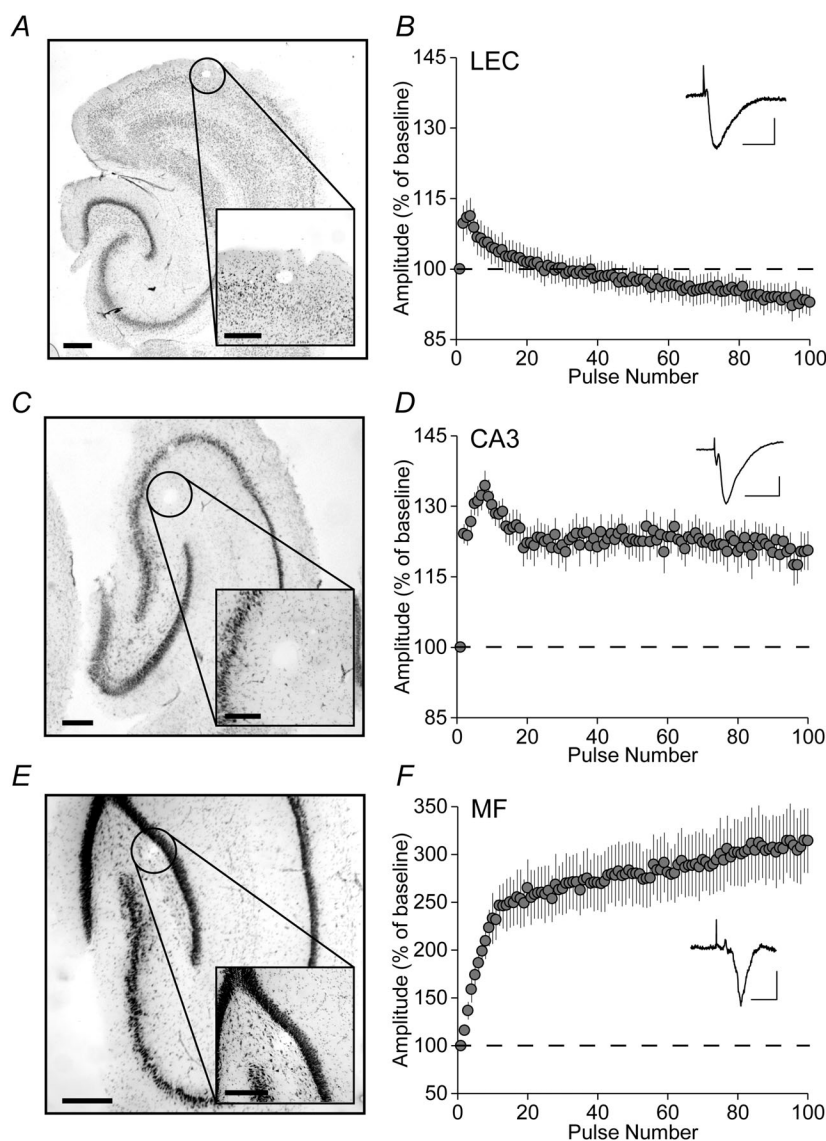 A
B
LEC
Amplitude (% of baseline)
145
130
115
100
85
0 20 40 60 80 100
Pulse Number
C
D
CA3
Amplitude (% of baseline)
145
130
115
100
85
0 20 40 60 80 100
Pulse Number
E
F
MF
Amplitude (% of baseline)
350
300
250
200
150
100
50
0 20 40 60 80 100
Pulse Number